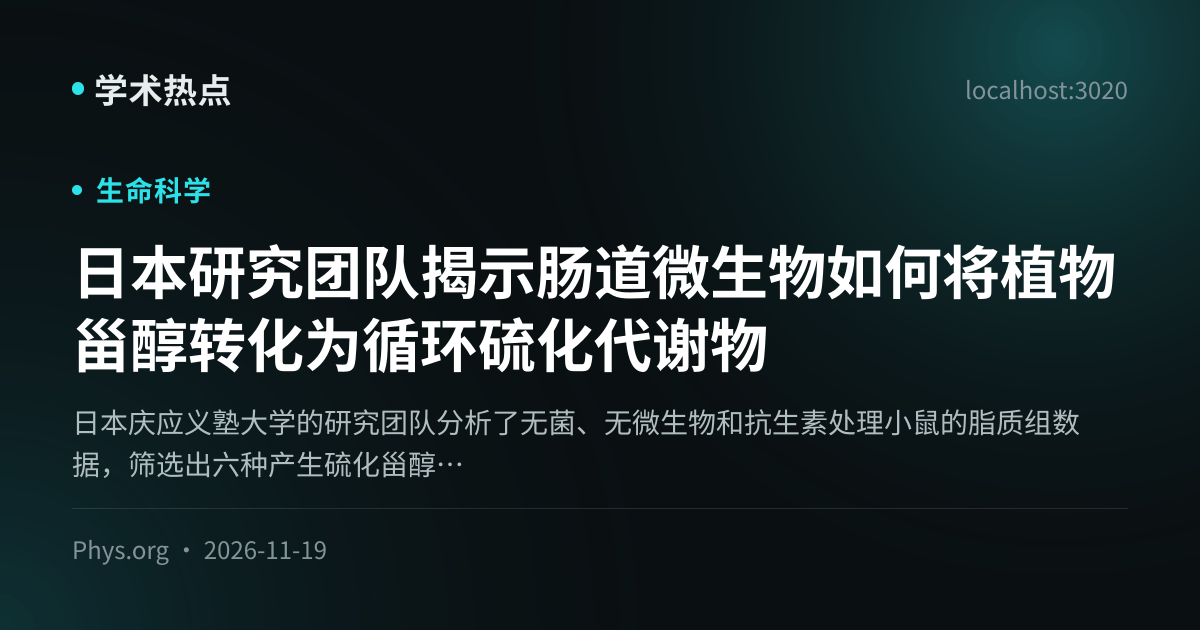 学术热点
localhost:3020
生命科学
日本研究团队揭示肠道微生物如何将植物
甾醇转化为循环硫化代谢物
日本庆应义塾大学的研究团队分析了无菌、无微生物和抗生素处理小鼠的脂质组数
据，筛选出六种产生硫化甾醇…
Phys.org • 2026-11-19